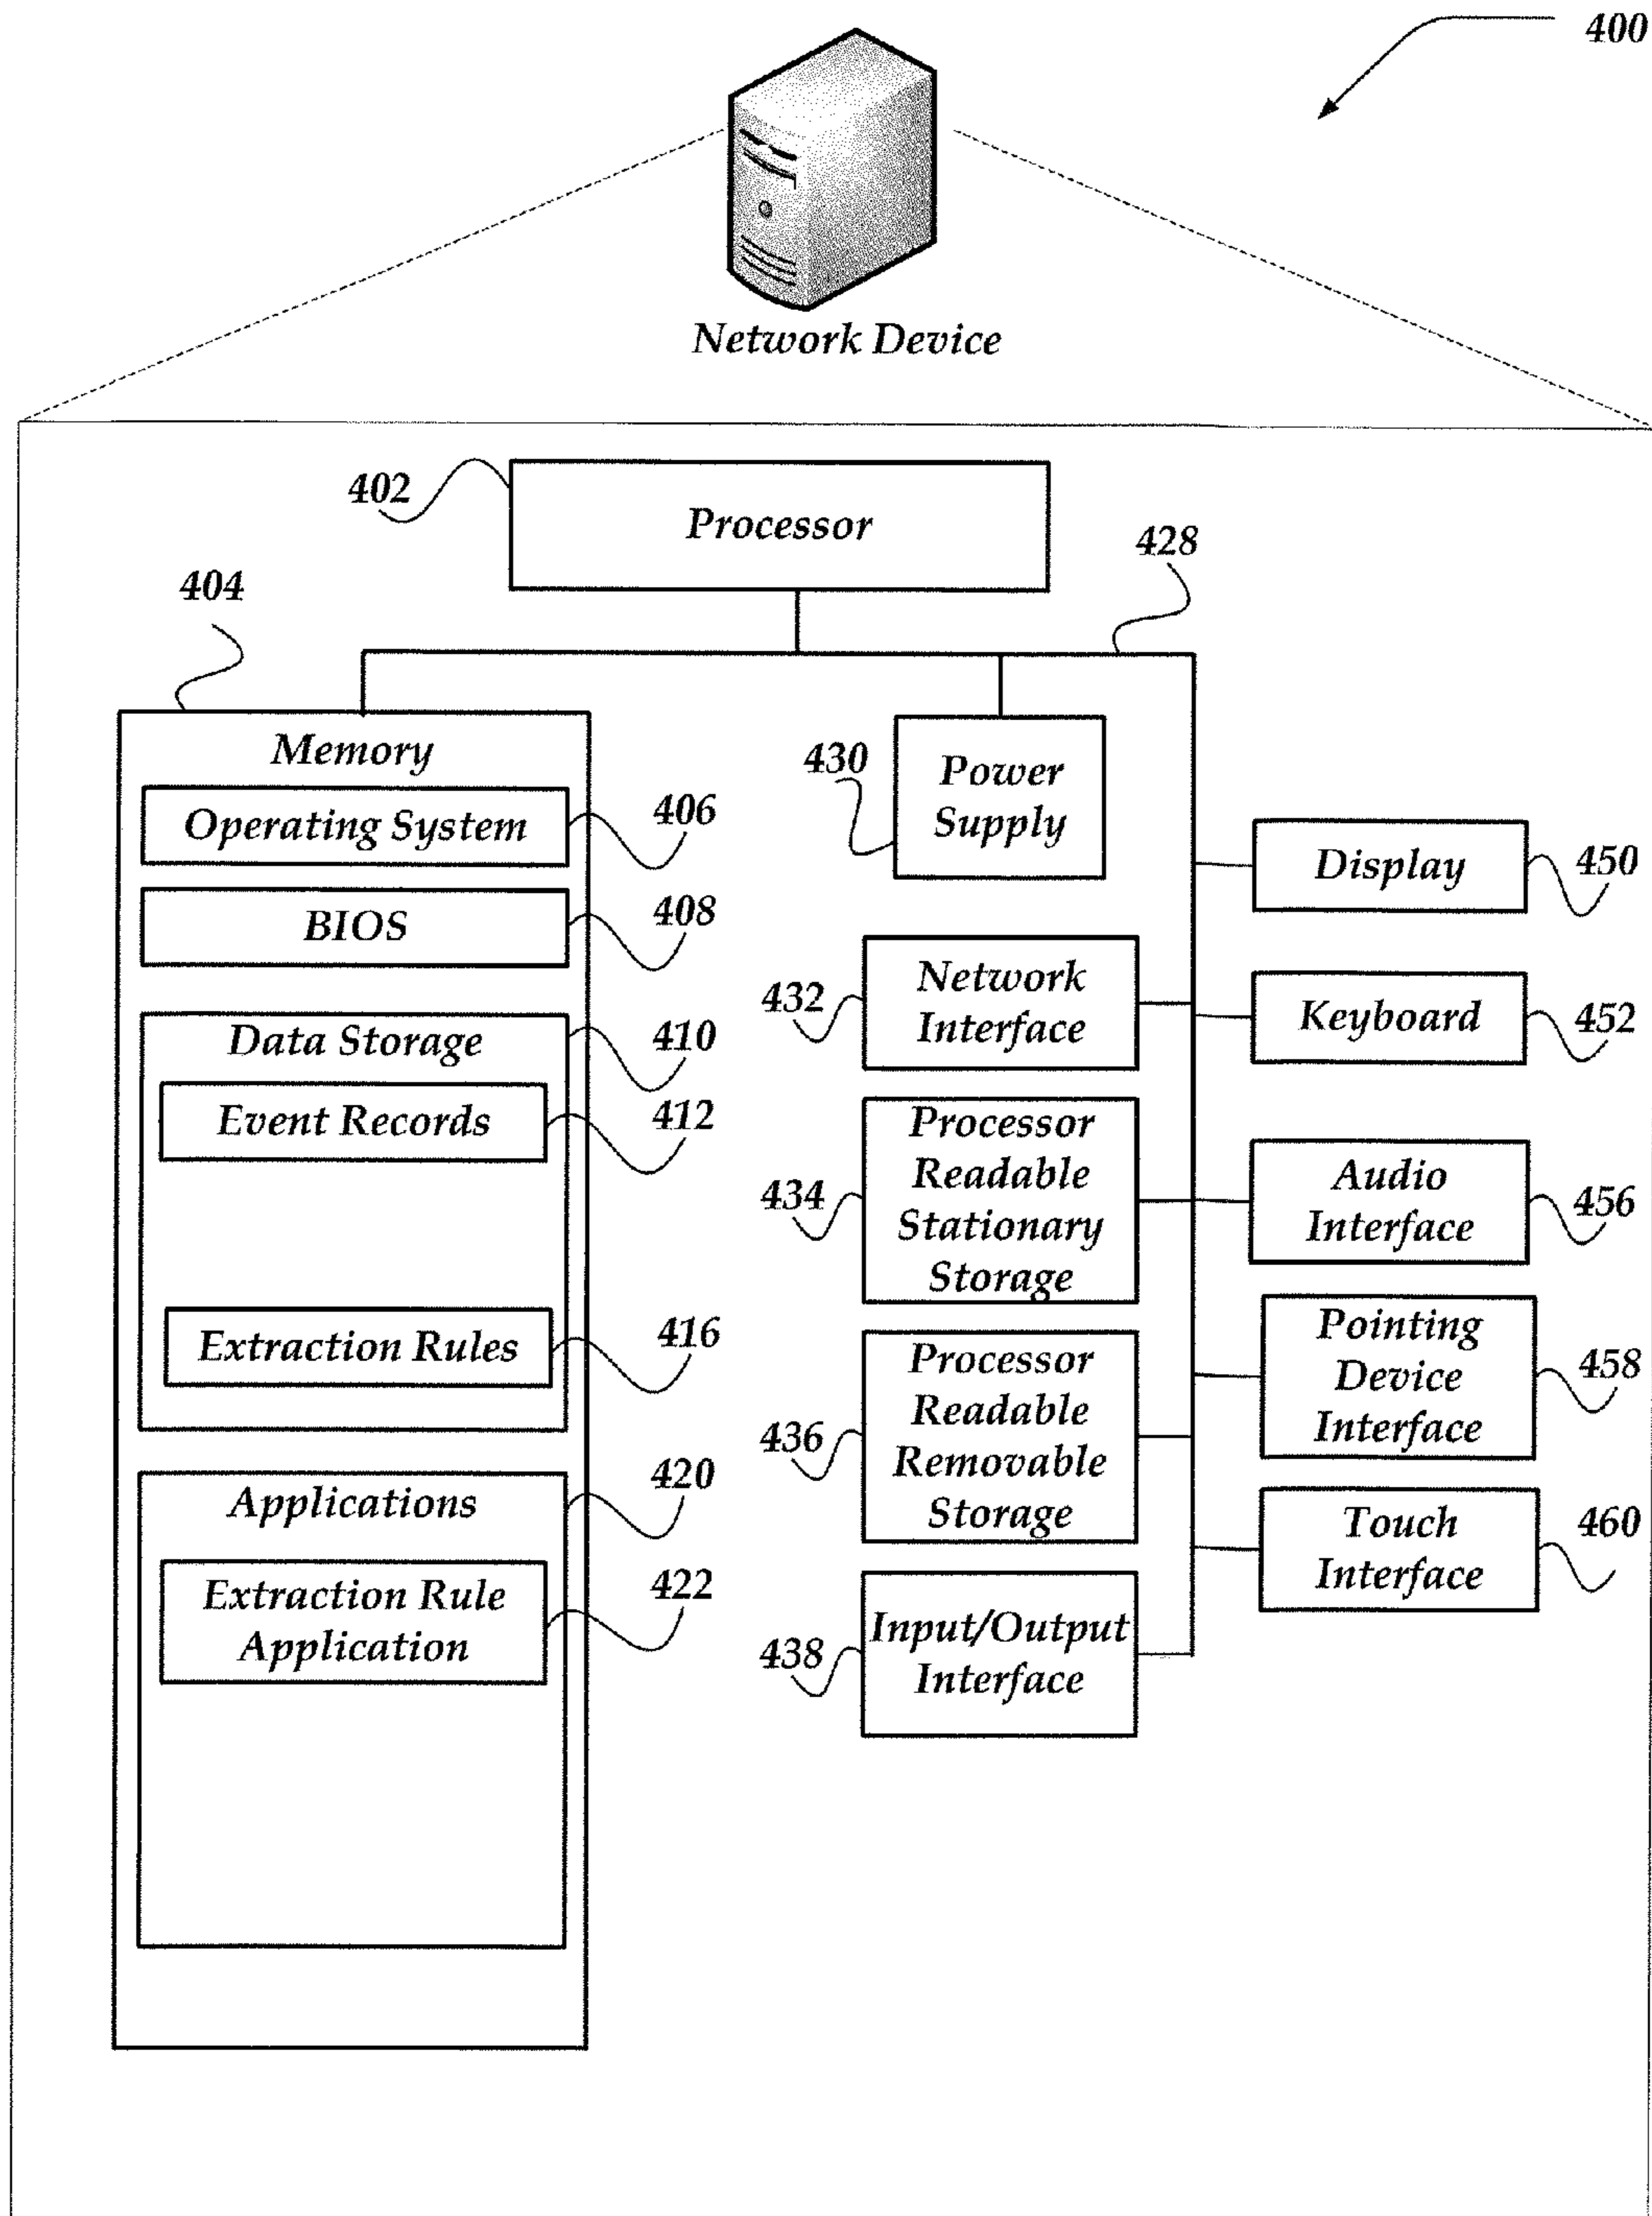 400
Network Device
402
Processor
428
404
Memory
Operating System
406
BIOS
408
Data Storage
410
Event Records
412
Extraction Rules
416
Applications
420
Extraction Rule
Application
422
430
Power
Supply
432
Network
Interface
434
Processor
Readable
Stationary
Storage
436
Processor
Readable
Removable
Storage
438
Input/Output
Interface
Display
450
Keyboard
452
Audio
Interface
456
Pointing
Device
Interface
458
Touch
Interface
460